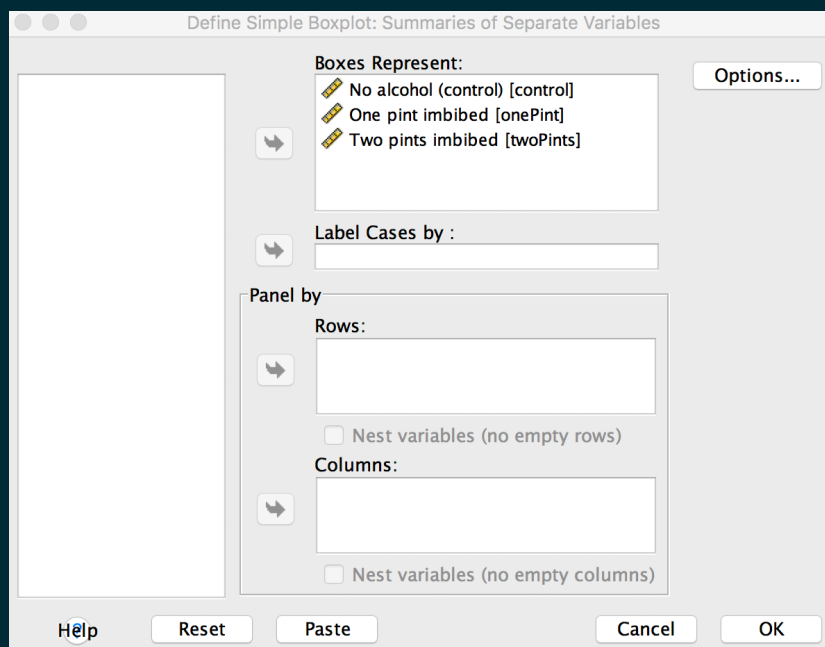 Define Simple Boxplot: Summaries of Separate Variables
Boxes Represent:
No alcohol (control) [control]
One pint imbibed [onePint]
Two pints imbibed [twoPints]
Options...
Label Cases by :
Panel by
Rows:
Nest variables (no empty rows)
Columns:
Nest variables (no empty columns)
Help
Reset
Paste
Cancel
OK